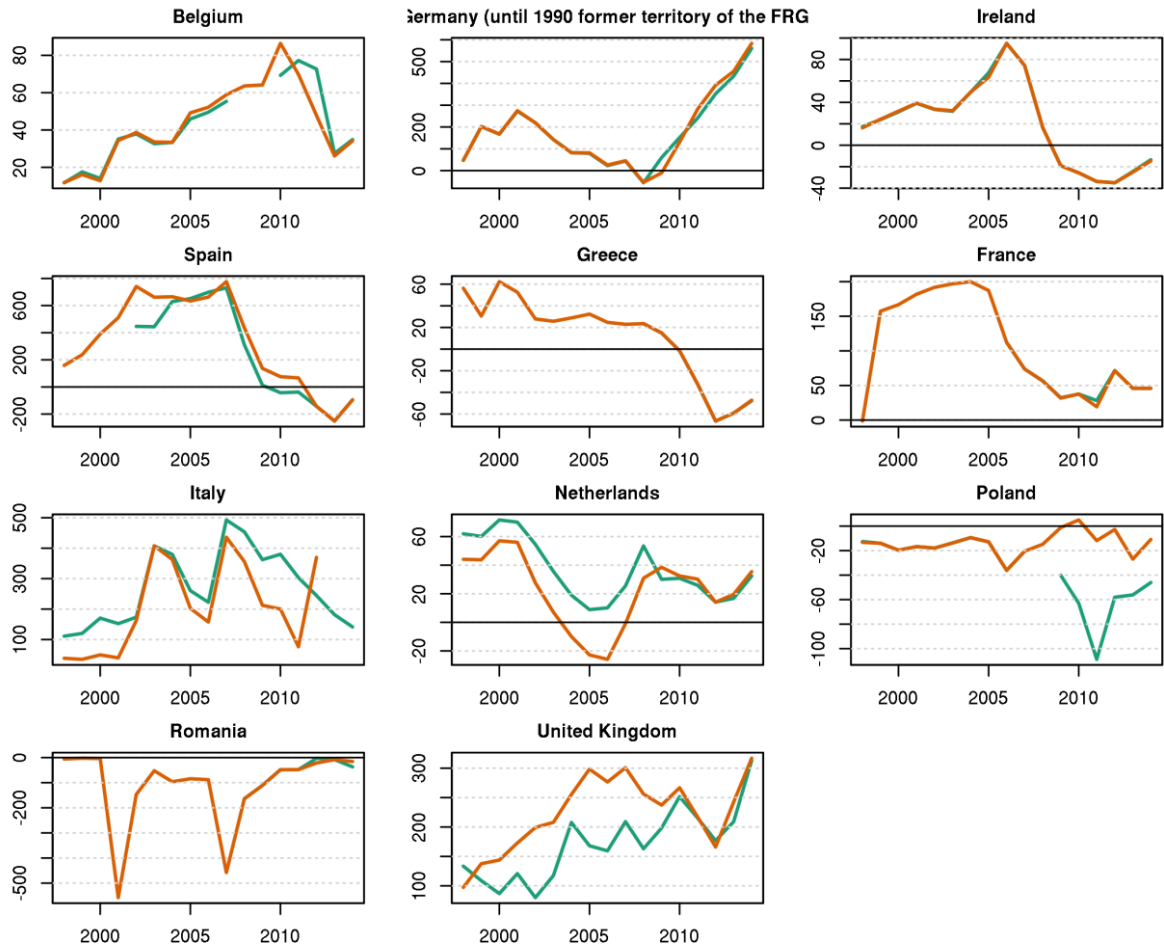 Belgium
80
60
40
20
2000 2005 2010
Germany (until 1990 former territory of the FRG
500
200
0
2000 2005 2010
Ireland
80
40
0
-40
2000 2005 2010
Spain
600
200
-200
2000 2005 2010
Greece
60
20
-20
-60
2000 2005 2010
France
150
50
0
2000 2005 2010
Italy
500
300
100
2000 2005 2010
Netherlands
60
20
-20
2000 2005 2010
Poland
-20
-60
-100
2000 2005 2010
Romania
0
-200
-500
2000 2005 2010
United Kingdom
300
200
100
2000 2005 2010